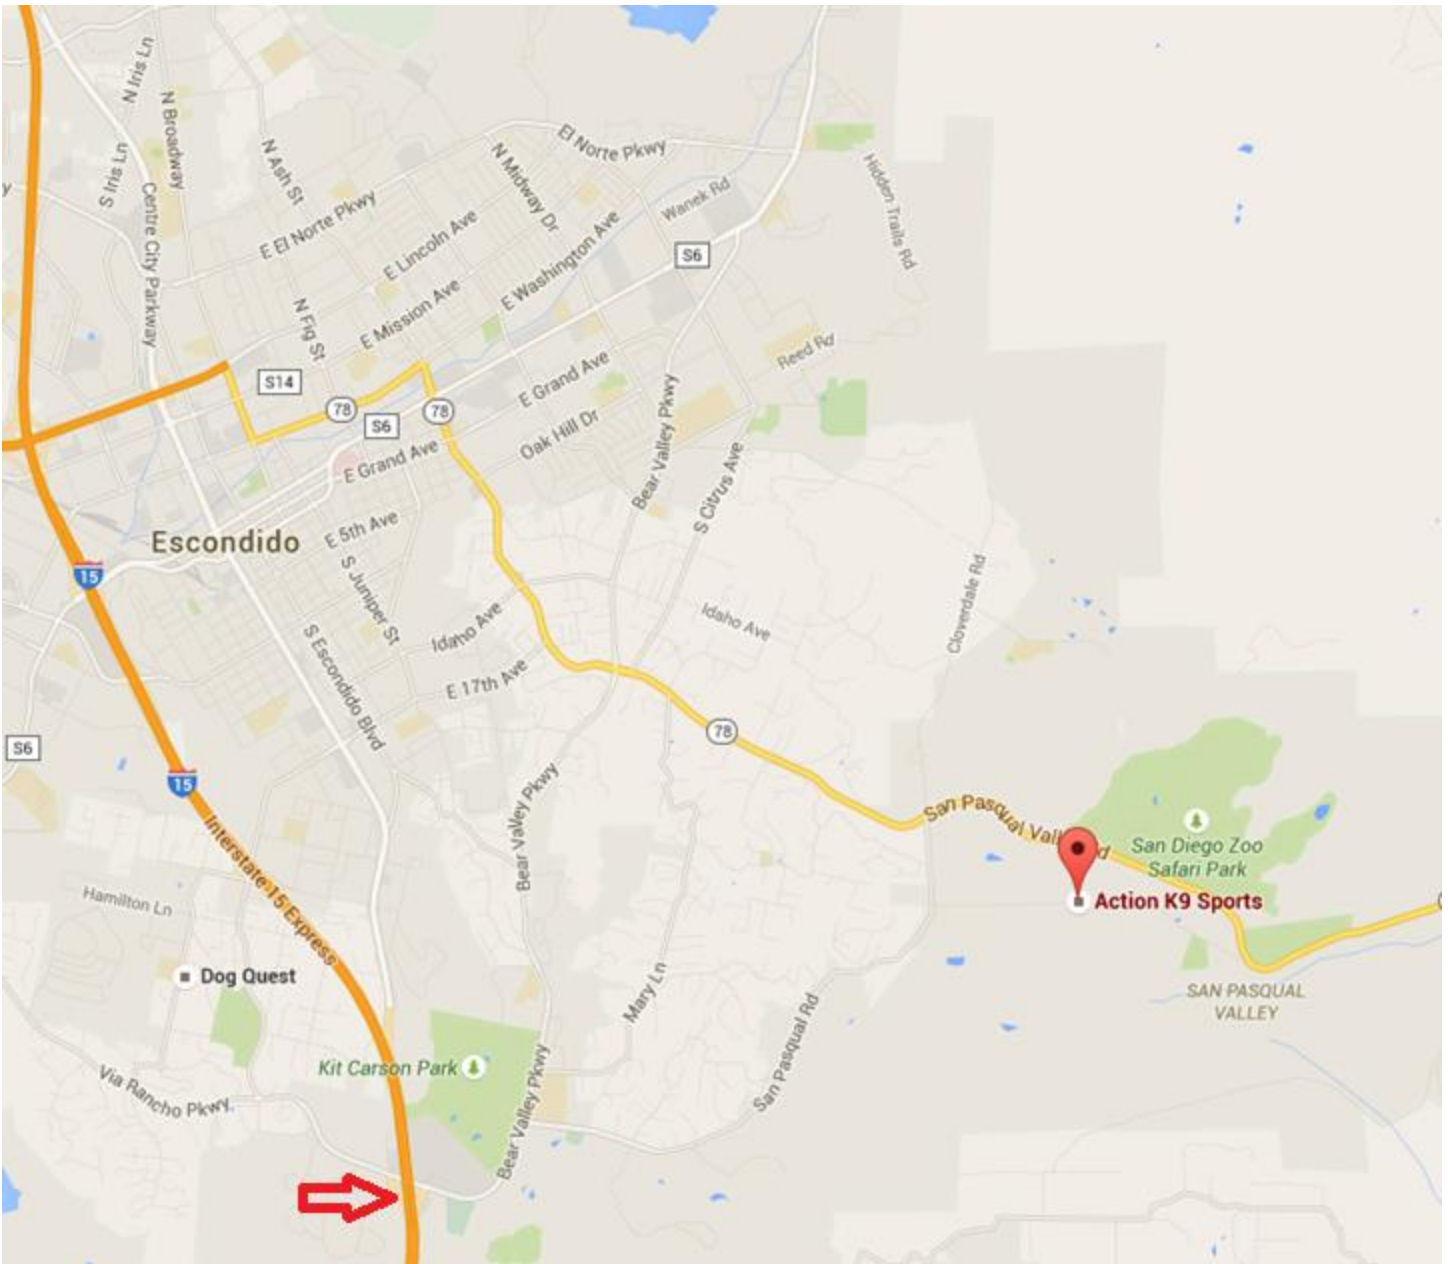 N Iris Ln
S Iris Ln
N Broadway
Centre City Parkway
N Ash St
E El Norte Pkwy
El Norte Pkwy
N Midway Dr
Wanek Rd
Hidden Trails Rd
E Lincoln Ave
E Washington Ave
S6
E Mission Ave
N Fig St
Reed Rd
S14
E Grand Ave
78
78
S6
Oak Hill Dr
Bear Valley Pkwy
S Citrus Ave
E Grand Ave
E 5th Ave
Escondido
15
S Juniper St
Idaho Ave
Idaho Ave
Cloverdale Rd
S Escondido Blvd
E 17th Ave
78
S6
15
Bear Valley Pkwy
San Pasqual Valley Rd
San Diego Zoo
Safari Park
Interstate 15 Express
Hamilton Ln
Action K9 Sports
Dog Quest
Mary Ln
San Pasqual Rd
SAN PASQUAL
VALLEY
Kit Carson Park
Via Rancho Pkwy
Bear Valley Pkwy